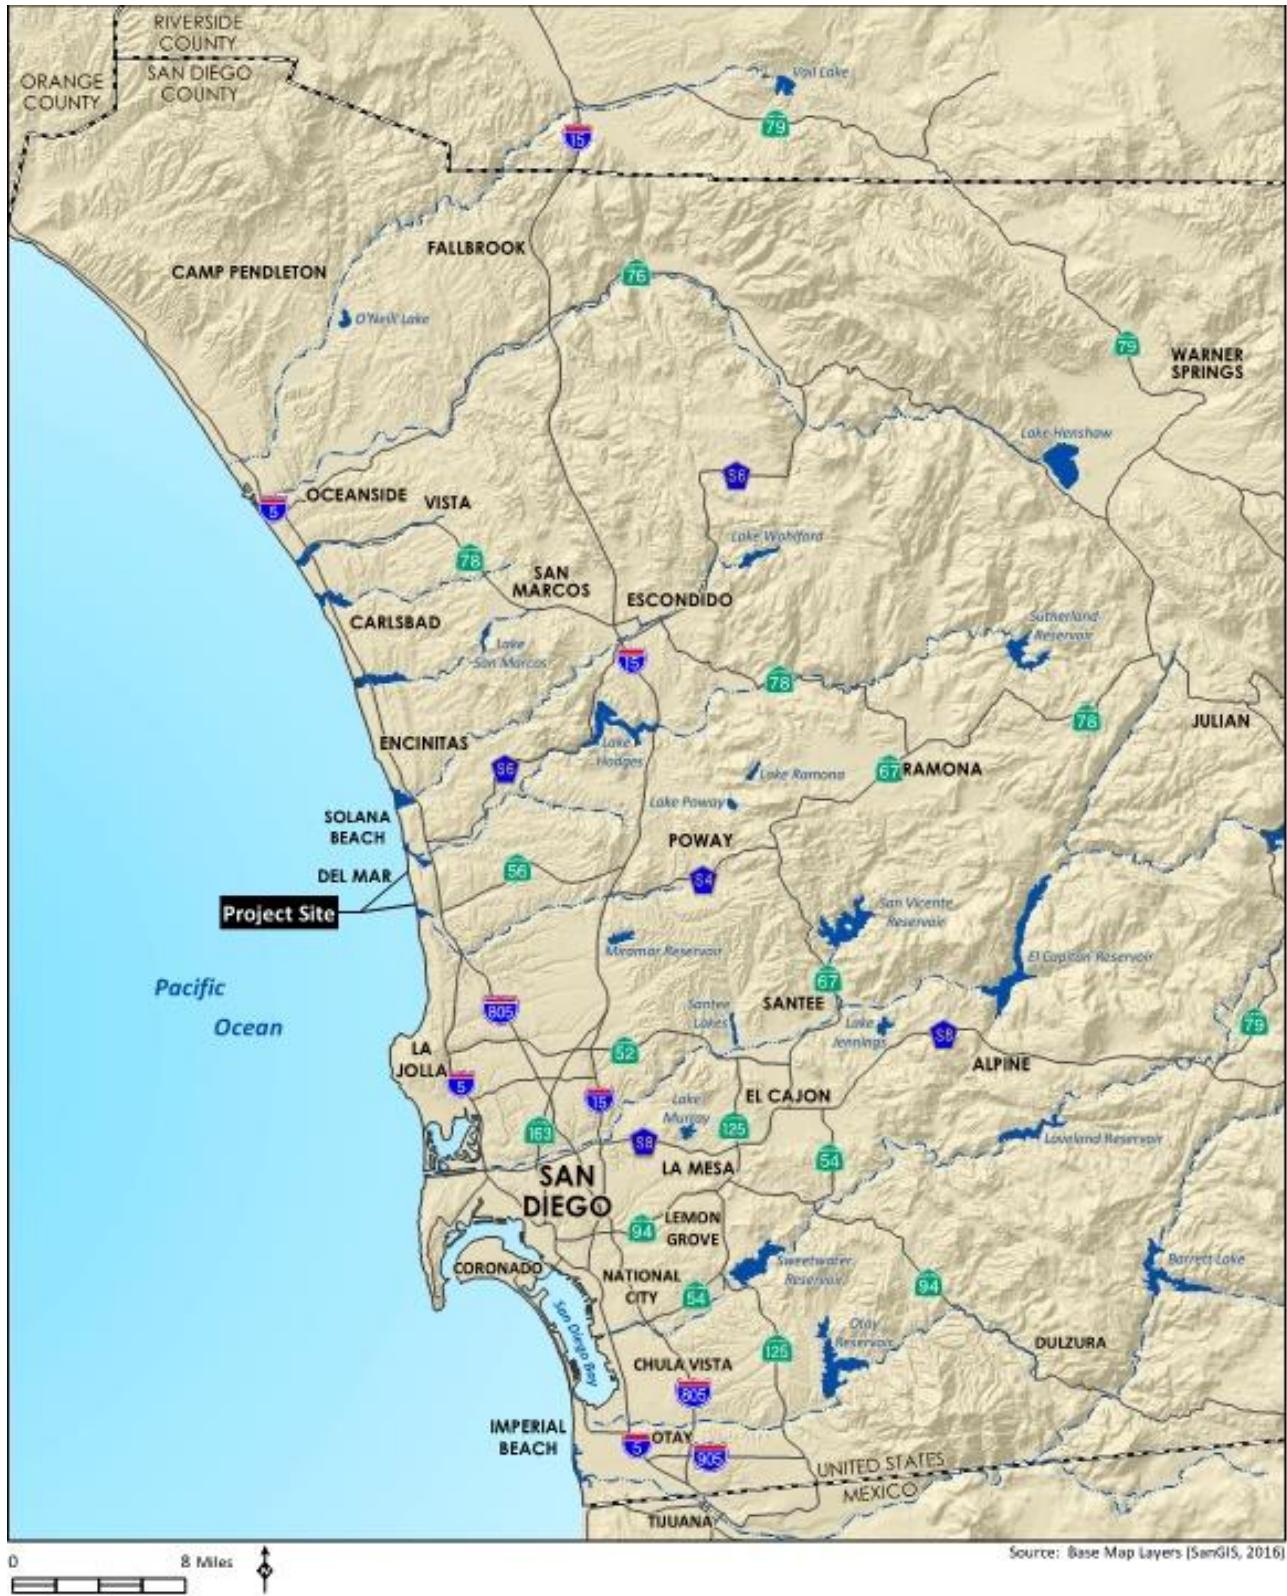 RIVERSIDE
COUNTY
ORANGE
COUNTY
SAN DIEGO
COUNTY
Vail Lake
79
15
FALLBROOK
CAMP PENDLETON
76
O'Neill Lake
79
WARNER
SPRINGS
Lake Henshaw
S6
OCEANSIDE
VISTA
5
Lake Wohlford
78
SAN
MARCOS
ESCONDIDO
CARLSBAD
Sutherland
Reservoir
Lake
San Marcos
15
78
78
JULIAN
ENCINITAS
Lake
Hodges
S6
Lake Ramona
67
RAMONA
Lake Poway
SOLANA
BEACH
POWAY
DEL MAR
56
S4
Project Site
San Vicente
Reservoir
Miramar Reservoir
El Capitan Reservoir
Pacific
Ocean
67
805
SANTEE
Santee
Lakes
Lake
Jennings
S8
79
LA
JOLLA
52
ALPINE
5
15
EL CAJON
Lake
Murray
163
S8
125
Loveland Reservoir
54
LA MESA
SAN
DIEGO
94
LEMON
GROVE
CORONADO
Sweetwater
Reservoir
Barrett Lake
NATIONAL
CITY
54
94
San Diego Bay
Otay
Reservoir
125
DULZURA
CHULA VISTA
805
IMPERIAL
BEACH
5
OTAY
905
UNITED STATES
MEXICO
TIJUANA
0
8 Miles
N
Source: Base Map Layers (SanGIS, 2016)